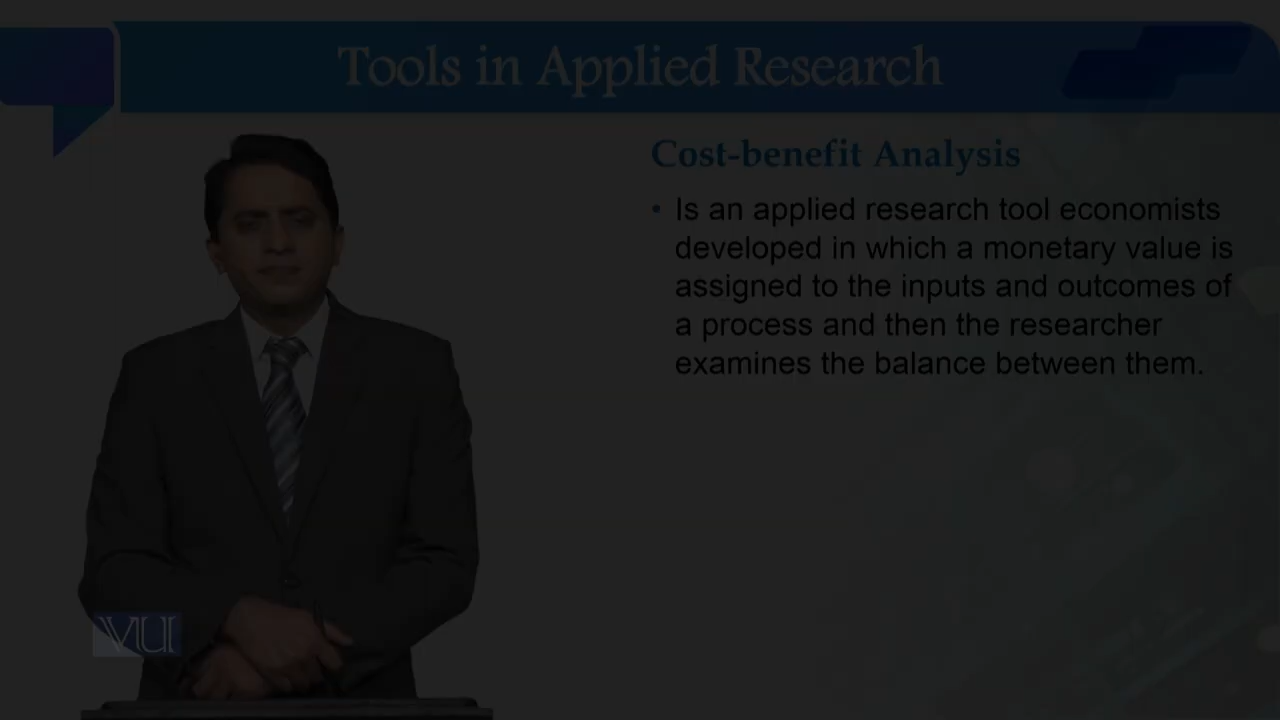 Tools in Applied Research
Cost-benefit Analysis
• Is an applied research tool economists
developed in which a monetary value is
assigned to the inputs and outcomes of
a process and then the researcher
examines the balance between them.
VU